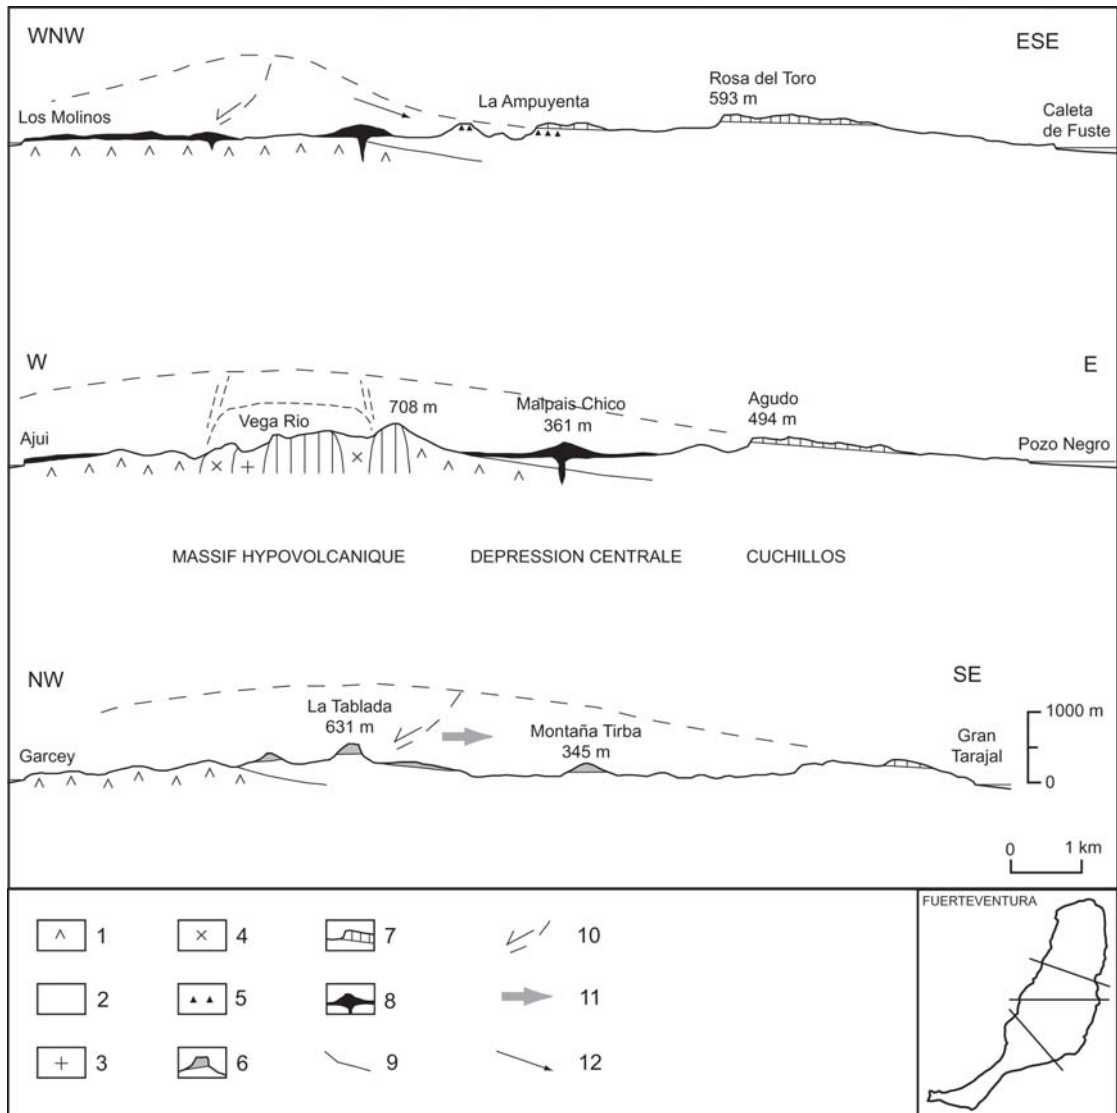 WNW
ESE
Rosa del Toro
593 m
La Ampuyenta
Los Molinos
Caleta
de Fuste
W
E
Malpais Chico
361 m
708 m
Agudo
494 m
Vega Rio
Ajui
Pozo Negro
MASSIF HYPOVOLCANIQUE
DEPRESSION CENTRALE
CUCHILLOS
NW
SE
La Tablada
631 m
1000 m
Montaña Tirba
345 m
Gran
Tarajal
Garcey
0
0
1 km
1
4
7
10
2
5
8
11
3
6
9
12
FUERTEVENTURA